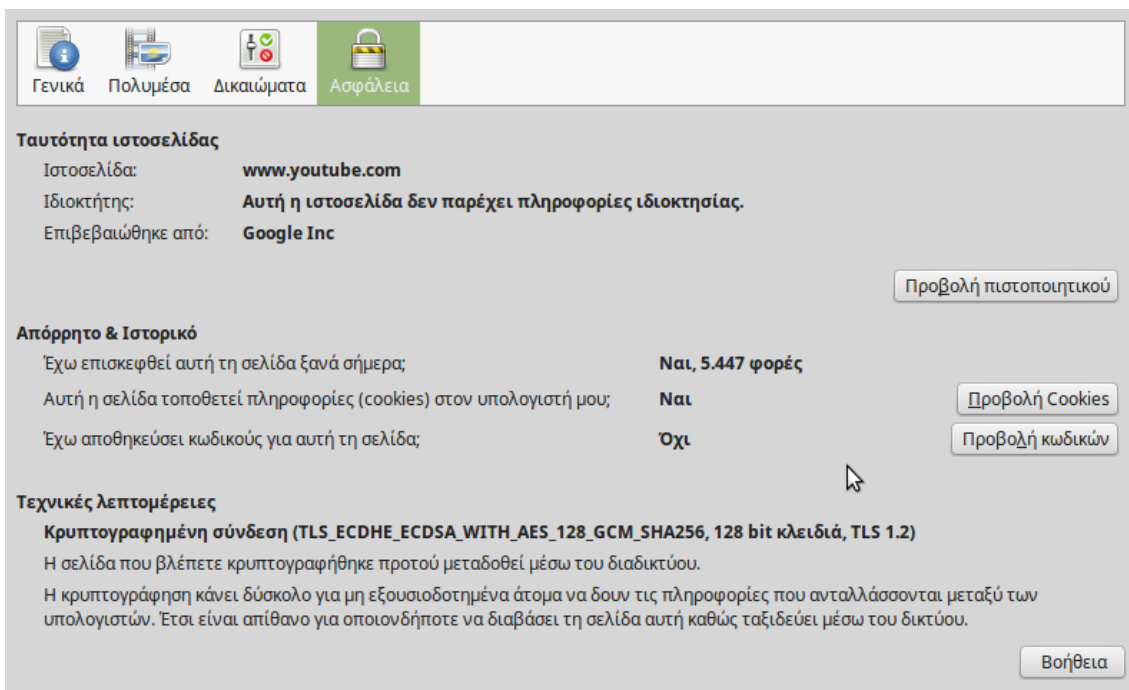 Γενικά Πολυμέσα Δικαιώματα Ασφάλεια
Ταυτότητα ιστοσελίδας
Ιστοσελίδα: www.youtube.com
Ιδιοκτήτης: Αυτή η ιστοσελίδα δεν παρέχει πληροφορίες ιδιοκτησίας.
Επιβεβαιώθηκε από: Google Inc
Προβολή πιστοποιητικού
Απόρρητο & Ιστορικό
Έχω επισκεφθεί αυτή τη σελίδα ξανά σήμερα; Ναι, 5.447 φορές
Αυτή η σελίδα τοποθετεί πληροφορίες (cookies) στον υπολογιστή μου; Ναι Προβολή Cookies
Έχω αποθηκεύσει κωδικούς για αυτή τη σελίδα; Όχι Προβολή κωδικών
Τεχνικές λεπτομέρειες
Κρυπτογραφημένη σύνδεση (TLS_ECDHE_ECDSA_WITH_AES_128_GCM_SHA256, 128 bit κλειδιά, TLS 1.2)
Η σελίδα που βλέπετε κρυπτογραφήθηκε προτού μεταδοθεί μέσω του διαδικτύου.
Η κρυπτογράφηση κάνει δύσκολο για μη εξουσιοδοτημένα άτομα να δουν τις πληροφορίες που ανταλλάσσονται μεταξύ των
υπολογιστών. Έτσι είναι απίθανο για οποιονδήποτε να διαβάσει τη σελίδα αυτή καθώς ταξιδεύει μέσω του δικτύου.
Βοήθεια